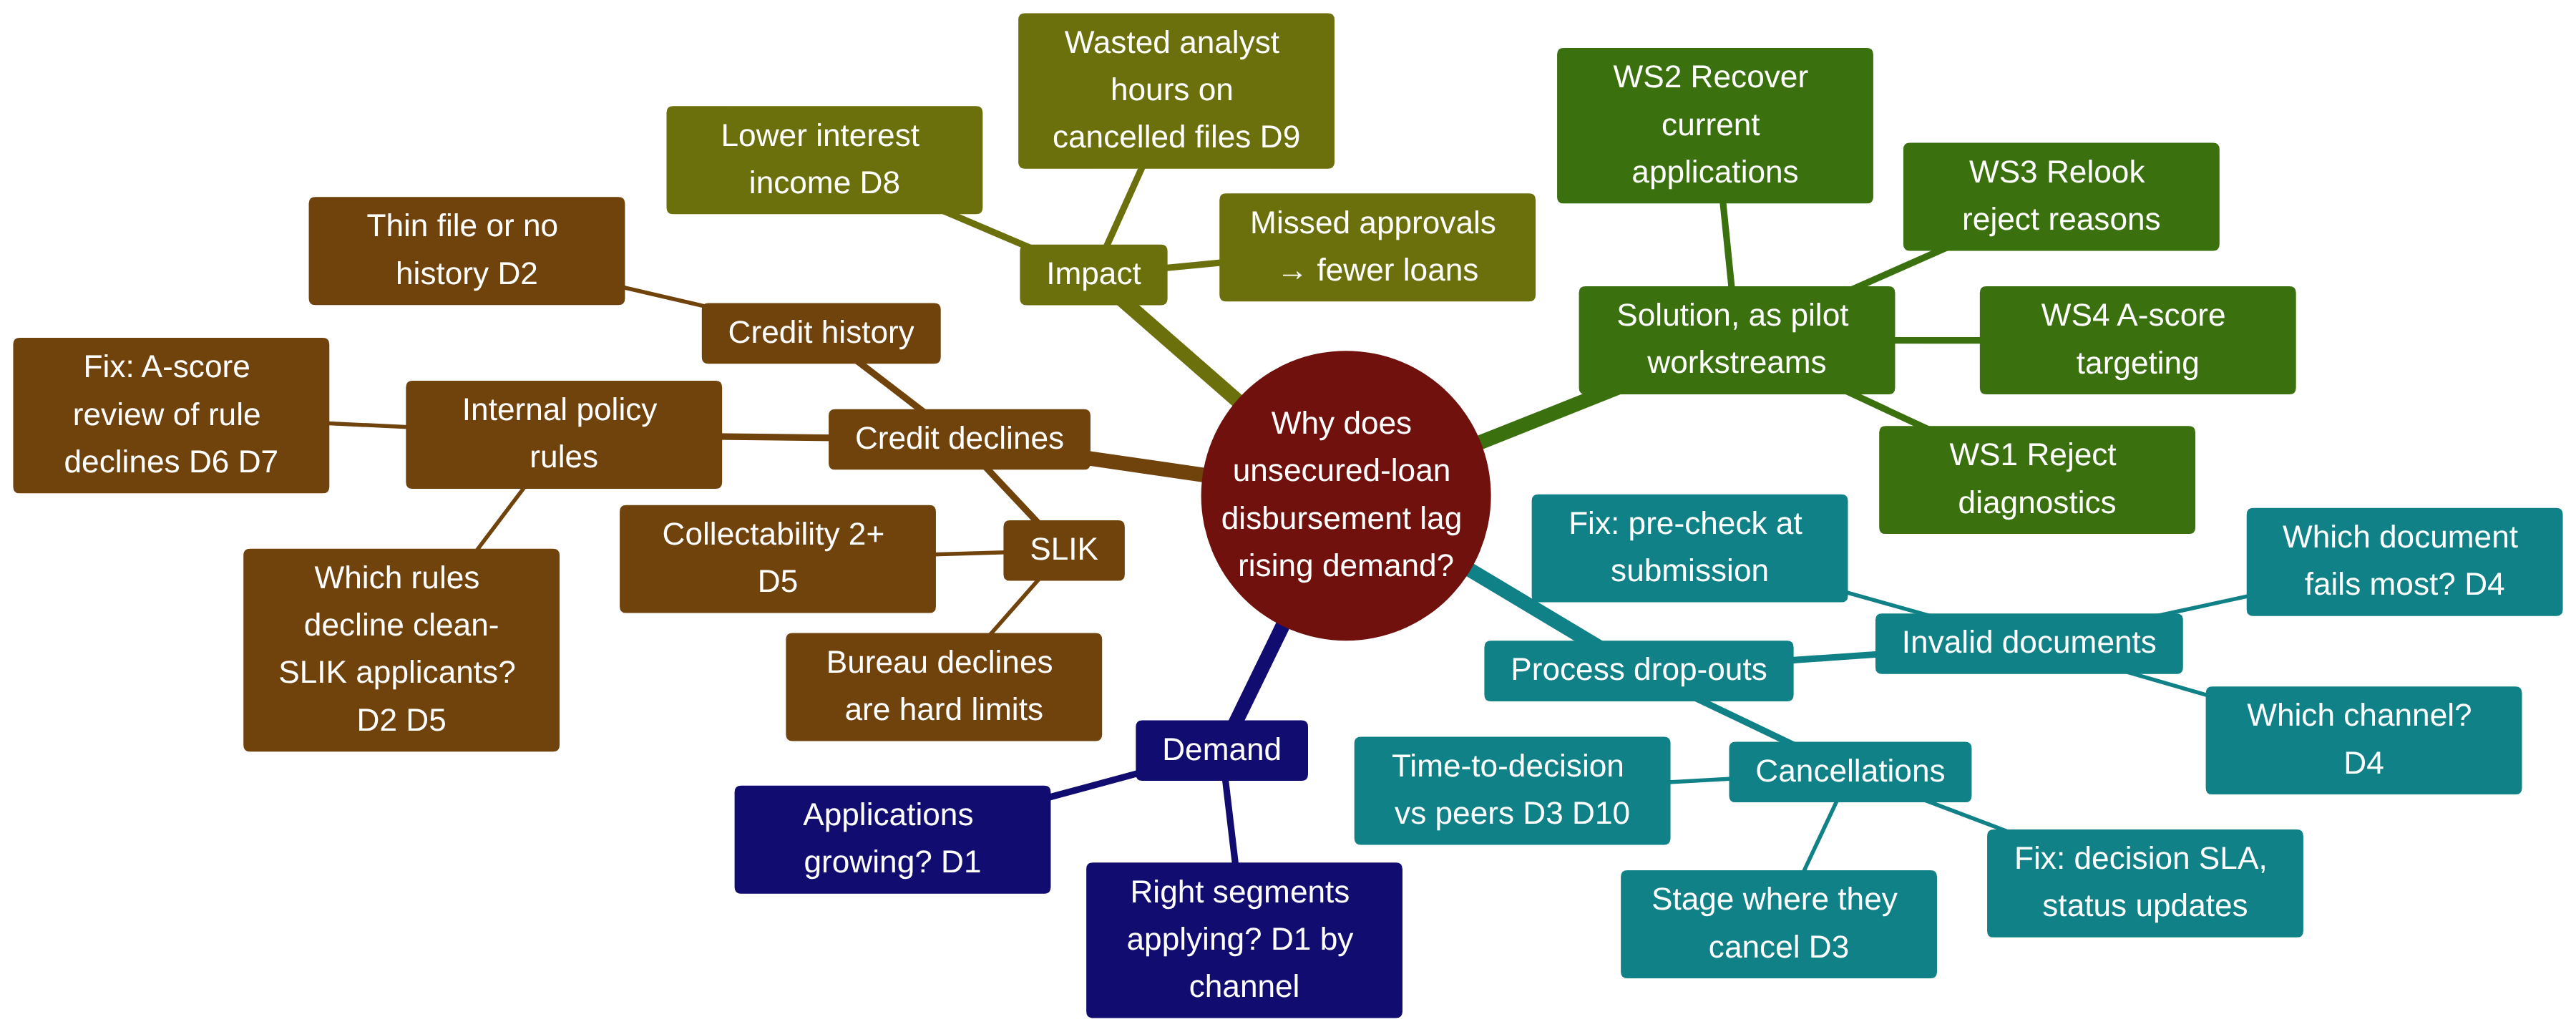 Wasted analyst
hours on
cancelled files D9
Lower interest
income D8
Missed approvals
→ fewer loans
Impact
Thin file or no
history D2
Credit history
Fix: A-score
review of rule
declines D6 D7
Internal policy
rules
Credit declines
Which rules
decline clean-
SLIK applicants?
D2 D5
Collectability 2+
D5
SLIK
Bureau declines
are hard limits
Why does
unsecured-loan
disbursement lag
rising demand?
WS2 Recover
current
applications
WS3 Relook
reject reasons
Solution, as pilot
workstreams
WS4 A-score
targeting
WS1 Reject
diagnostics
Fix: pre-check at
submission
Which document
fails most? D4
Invalid documents
Process drop-outs
Which channel?
D4
Cancellations
Time-to-decision
vs peers D3 D10
Fix: decision SLA,
status updates
Stage where they
cancel D3
Demand
Applications
growing? D1
Right segments
applying? D1 by
channel